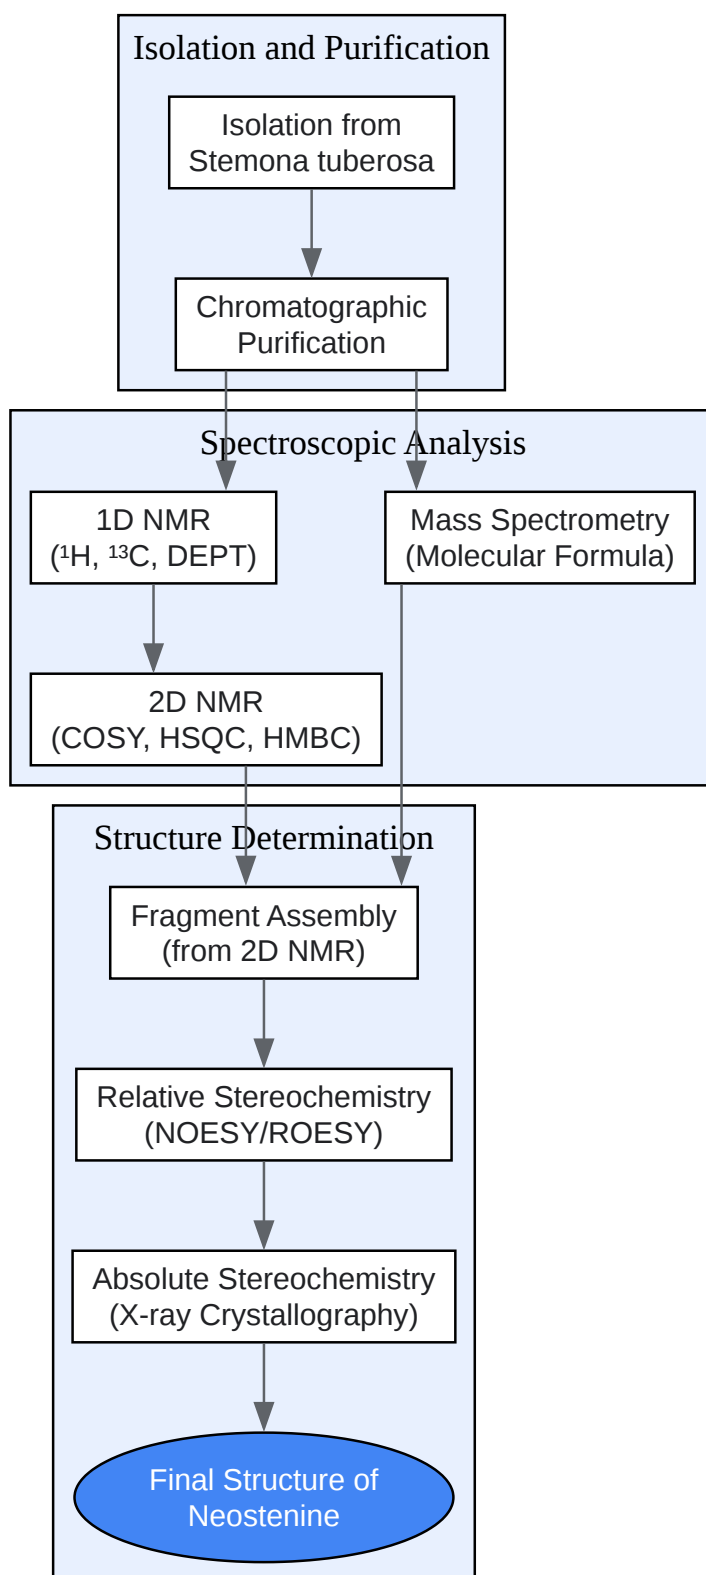 Isolation and Purification
Isolation from
Stemona tuberosa
Chromatographic
Purification
Spectroscopic Analysis
1D NMR
(¹H, ¹³C, DEPT)
Mass Spectrometry
(Molecular Formula)
2D NMR
(COSY, HSQC, HMBC)
Structure Determination
Fragment Assembly
(from 2D NMR)
Relative Stereochemistry
(NOESY/ROESY)
Absolute Stereochemistry
(X-ray Crystallography)
Final Structure of
Neostenine